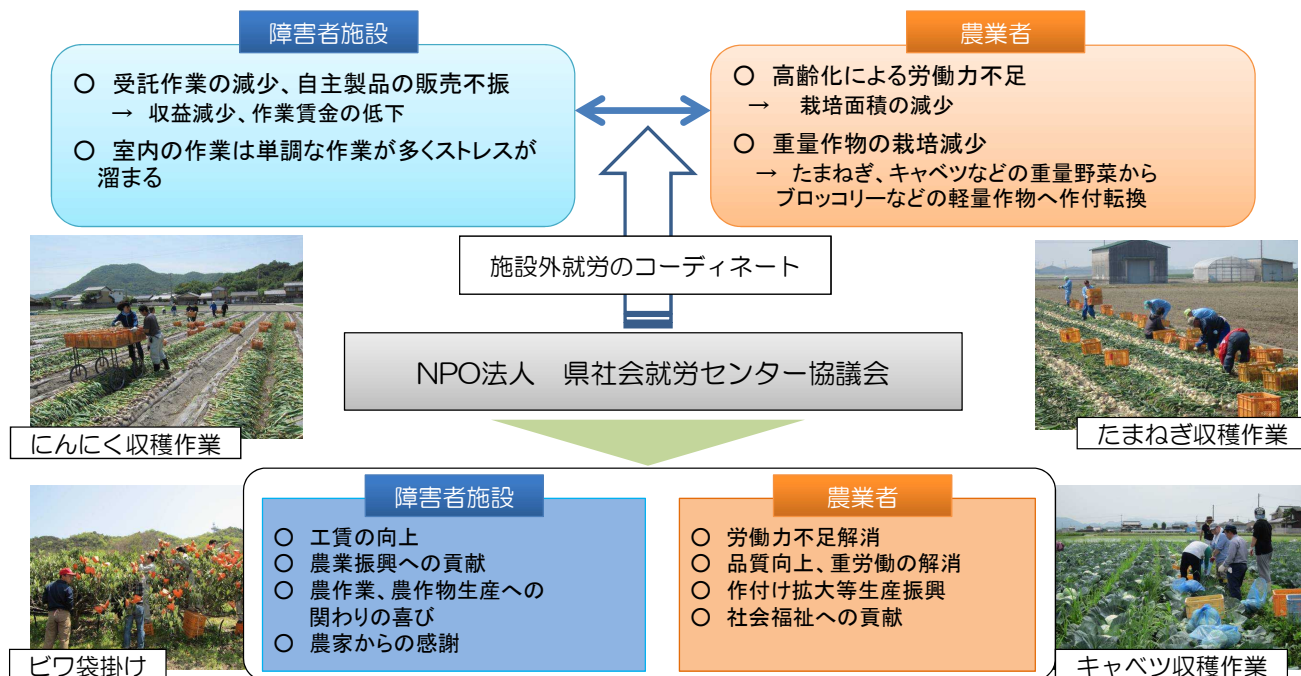 障害者施設
○ 受託作業の減少、自主製品の販売不振
→ 収益減少、作業賃金の低下
○ 室内の作業は単調な作業が多くストレスが
溜まる
農業者
○ 高齢化による労働力不足
→ 栽培面積の減少
○ 重量作物の栽培減少
→ たまねぎ、キャベツなどの重量野菜から
ブロッコリーなどの軽量作物へ作付転換
施設外就労のコーディネート
NPO法人 県社会就労センター協議会
にんにく収穫作業
たまねぎ収穫作業
障害者施設
○ 工賃の向上
○ 農業振興への貢献
○ 農作業、農作物生産への
関わりの喜び
○ 農家からの感謝
農業者
○ 労働力不足解消
○ 品質向上、重労働の解消
○ 作付け拡大等生産振興
○ 社会福祉への貢献
ビワ袋掛け
キャベツ収穫作業